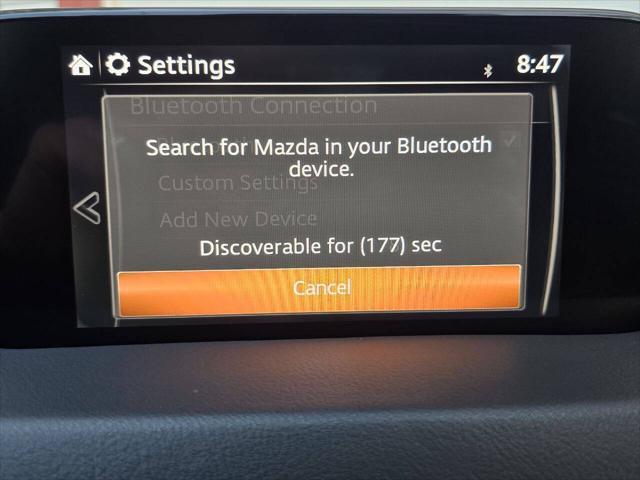 Settings 8:47
Bluetooth Connection
Search for Mazda in your Bluetooth
device.
Custom Settings
Add New Device
Discoverable for (177) sec
Cancel